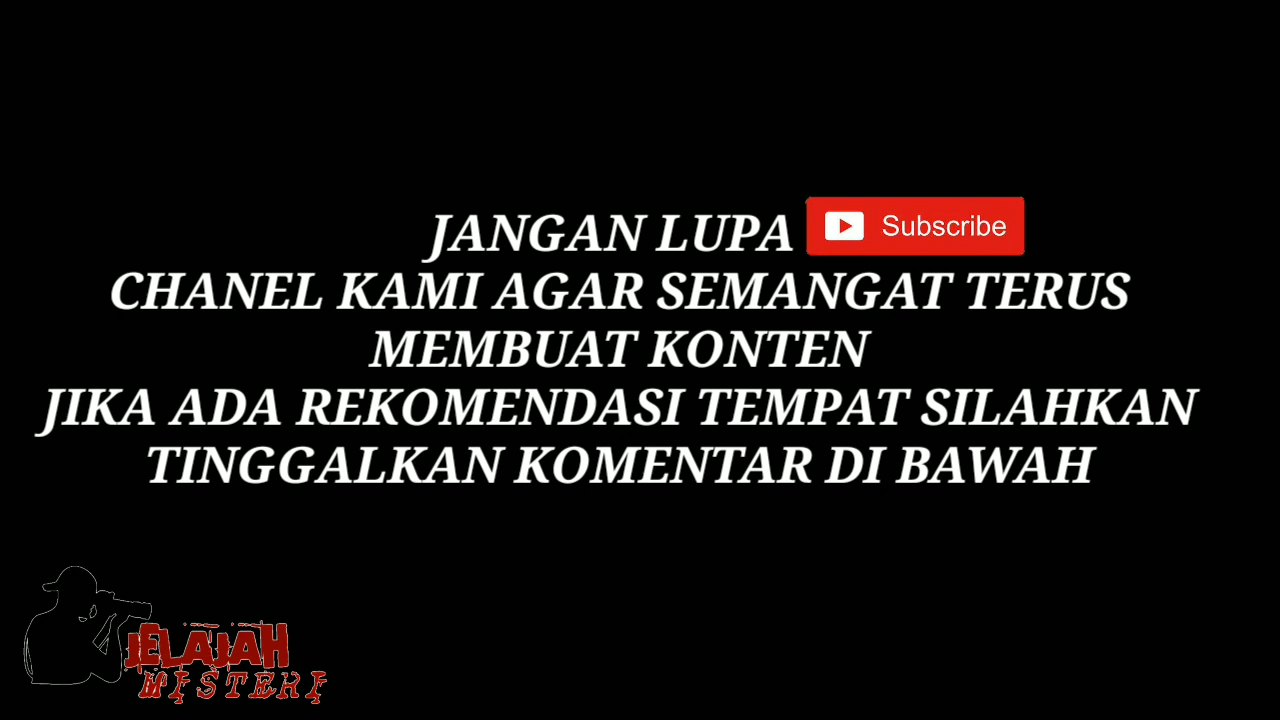 JANGAN LUPA Subscribe
CHANEL KAMI AGAR SEMANGAT TERUS
MEMBUAT KONTEN
JIKA ADA REKOMENDASI TEMPAT SILAHKAN
TINGGALKAN KOMENTAR DI BAWAH
JELAJAH
MISTERI